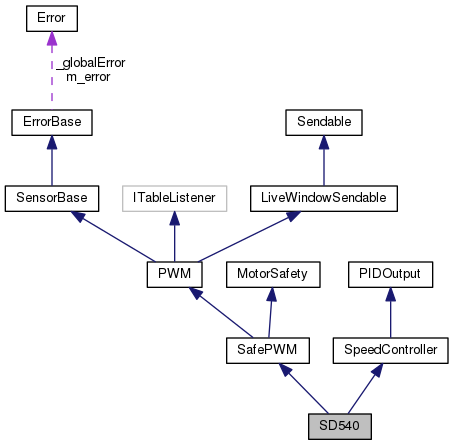 Error
_globalError
m_error
ErrorBase
Sendable
SensorBase
ITableListener
LiveWindowSendable
PWM
MotorSafety
PIDOutput
SafePWM
SpeedController
SD540